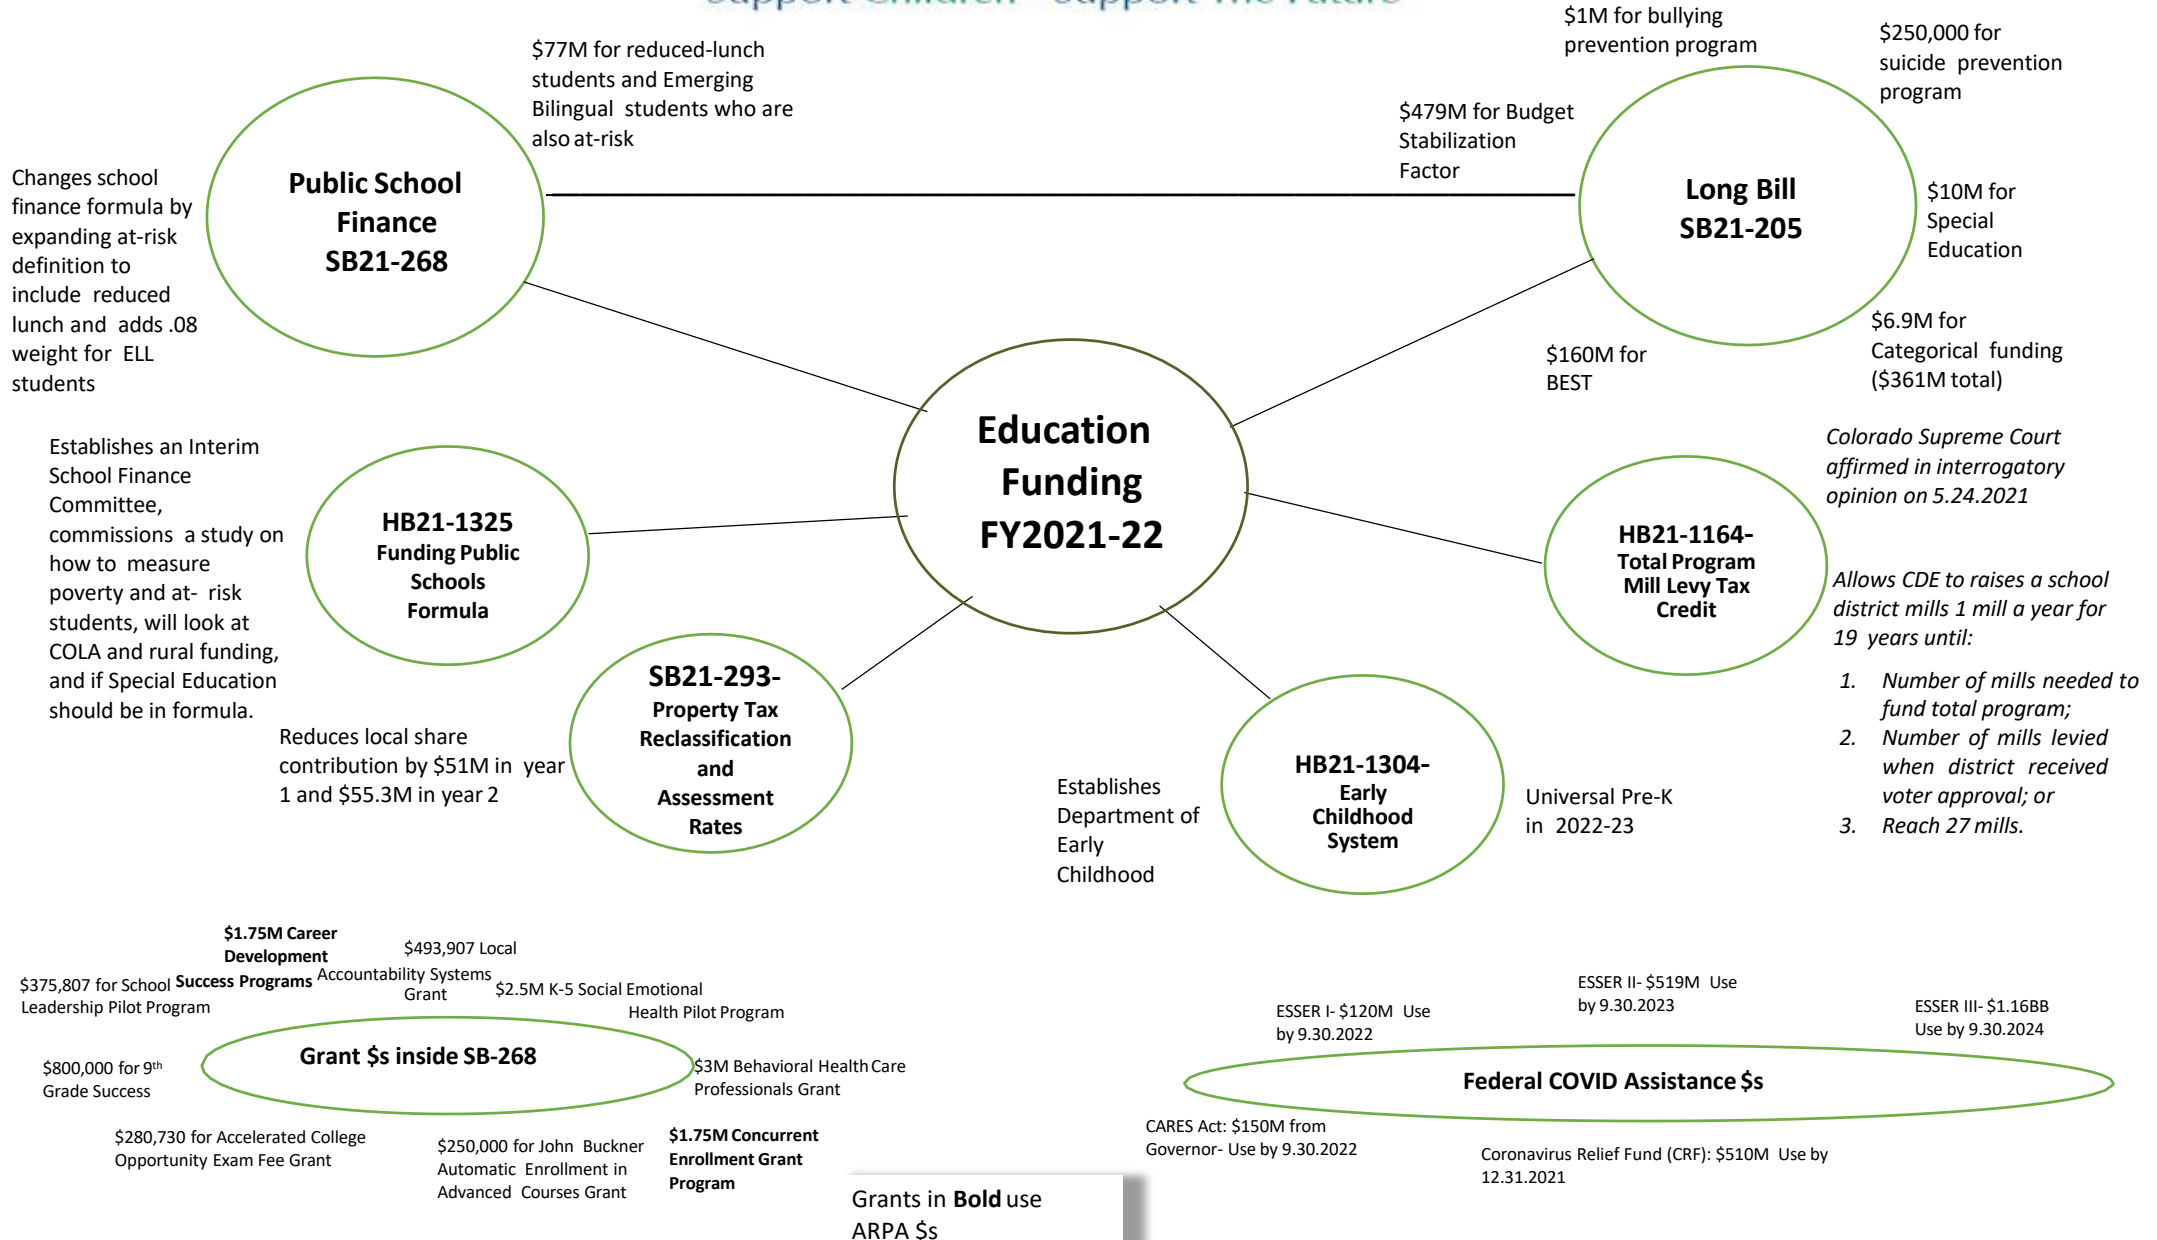 Support Children - Support The Future
$77M for reduced-lunch
students and Emerging
Bilingual students who are
also at-risk
$1M for bullying
prevention program
$250,000 for
suicide prevention
program
$479M for Budget
Stabilization
Factor
Changes school
finance formula by
expanding at-risk
definition to
include reduced
lunch and adds .08
weight for ELL
students
Public School
Finance
SB21-268
Long Bill
SB21-205
$10M for
Special
Education
$6.9M for
Categorical funding
($361M total)
$160M for
BEST
Education
Funding
FY2021-22
Establishes an Interim
School Finance
Committee,
commissions a study on
how to measure
poverty and at- risk
students, will look at
COLA and rural funding,
and if Special Education
should be in formula.
HB21-1325
Funding Public
Schools
Formula
Colorado Supreme Court
affirmed in interrogatory
opinion on 5.24.2021
HB21-1164-
Total Program
Mill Levy Tax
Credit
Allows CDE to raises a school
district mills 1 mill a year for
19 years until:
1. Number of mills needed to
fund total program;
2. Number of mills levied
when district received
voter approval; or
3. Reach 27 mills.
Reduces local share
contribution by $51M in year
1 and $55.3M in year 2
SB21-293-
Property Tax
Reclassification
and
Assessment
Rates
Establishes
Department of
Early
Childhood
HB21-1304-
Early
Childhood
System
Universal Pre-K
in 2022-23
$375,807 for School
Leadership Pilot Program
$1.75M Career
Development
Success Programs
$493,907 Local
Accountability Systems
Grant
$2.5M K-5 Social Emotional
Health Pilot Program
Grant $s inside SB-268
$800,000 for 9th
Grade Success
$3M Behavioral Health Care
Professionals Grant
$280,730 for Accelerated College
Opportunity Exam Fee Grant
$250,000 for John Buckner
Automatic Enrollment in
Advanced Courses Grant
$1.75M Concurrent
Enrollment Grant
Program
Grants in Bold use
ARPA $s
ESSER I- $120M Use
by 9.30.2022
ESSER II- $519M Use
by 9.30.2023
ESSER III- $1.16BB
Use by 9.30.2024
Federal COVID Assistance $s
CARES Act: $150M from
Governor- Use by 9.30.2022
Coronavirus Relief Fund (CRF): $510M Use by
12.31.2021